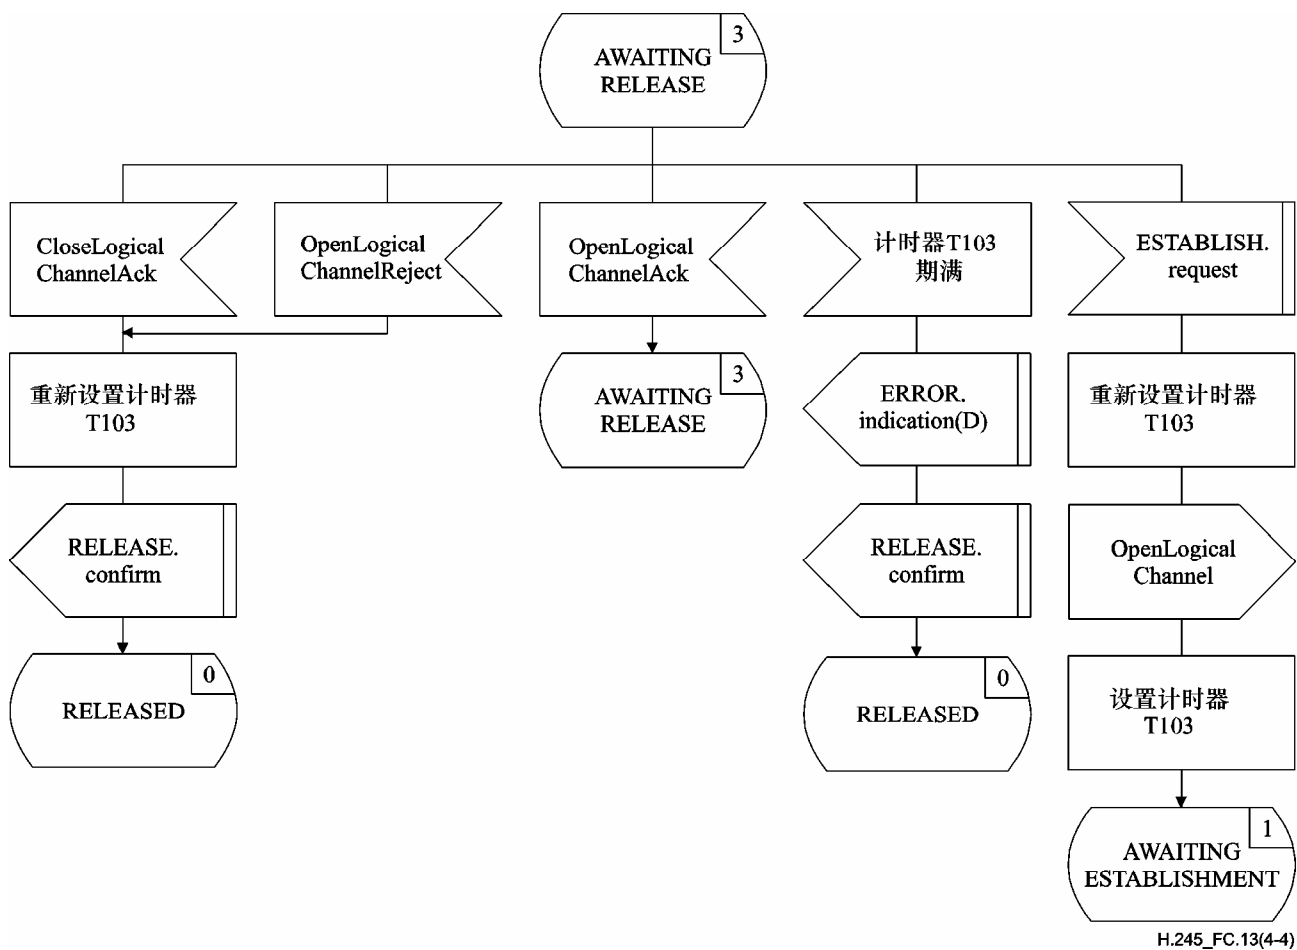 3
AWAITING
RELEASE
CloseLogical
ChannelAck
OpenLogical
ChannelReject
OpenLogical
ChannelAck
计时器T103
期满
ESTABLISH.
request
重新设置计时器
T103
3
AWAITING
RELEASE
ERROR.
indication(D)
重新设置计时器
T103
RELEASE.
confirm
RELEASE.
confirm
OpenLogical
Channel
0
RELEASED
0
RELEASED
设置计时器
T103
1
AWAITING
ESTABLISHMENT
H.245_FC.13(4-4)